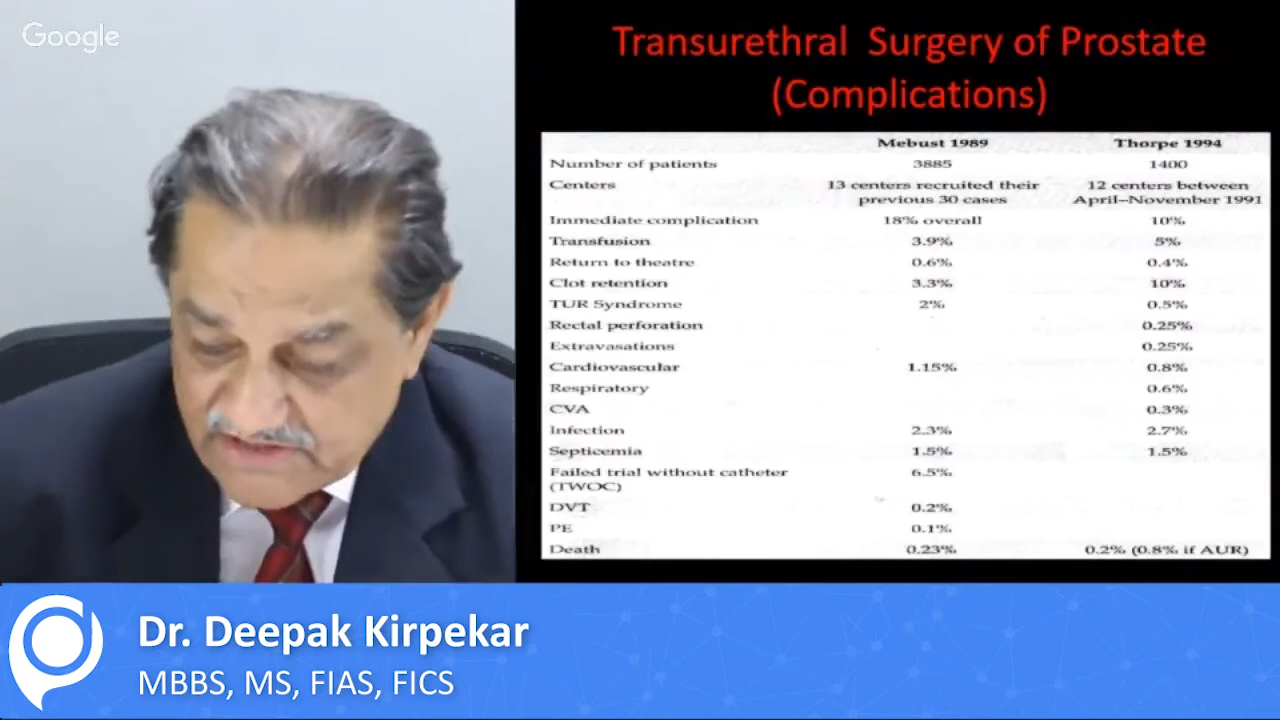 Google
Transurethral Surgery of Prostate
(Complications)
Mebust 1989 Thorpe 1994
Number of patients 3885 1400
Centers 13 centers recruited their 12 centers between
previous 30 cases April–November 1991
Immediate complication 18% overall 10%
Transfusion 3.9% 5%
Return to theatre 0.6% 0.4%
Clot retention 3.3% 10%
TUR Syndrome 2% 0.5%
Rectal perforation 0.25%
Extravasations 0.25%
Cardiovascular 1.15% 0.8%
Respiratory 0.6%
CVA 0.3%
Infection 2.3% 2.7%
Septicemia 1.5% 1.5%
Failed trial without catheter 6.5%
(TWOC)
DVT 0.2%
PE 0.1%
Death 0.23% 0.2% (0.8% if AUR)
Dr. Deepak Kirpekar
MBBS, MS, FIAS, FICS